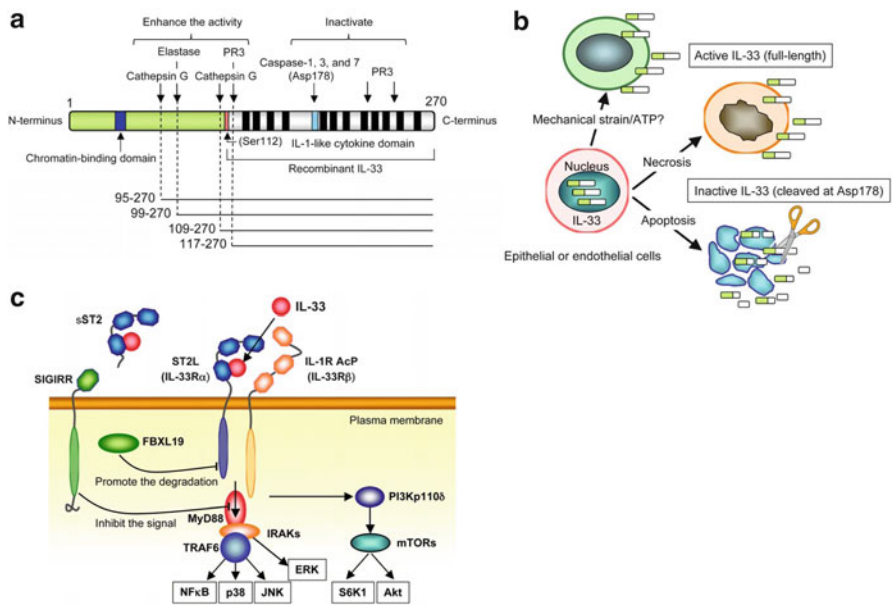 a
Enhance the activity
Inactivate
Elastase
PR3
Cathepsin G
Cathepsin G
Caspase-1, 3, and 7
(Asp178)
PR3
1
270
N-terminus
C-terminus
Chromatin-binding domain
(Ser112)
IL-1-like cytokine domain
Recombinant IL-33
95-270
99-270
109-270
117-270
b
Active IL-33 (full-length)
Mechanical strain/ATP?
Nucleus
IL-33
Necrosis
Inactive IL-33 (cleaved at Asp178)
Apoptosis
Epithelial or endothelial cells
c
sST2
IL-33
SIGIRR
ST2L
(IL-33Rα)
IL-1R AcP
(IL-33Rβ)
Plasma membrane
FBXL19
Promote the degradation
Inhibit the signal
MyD88
IRAKs
TRAF6
ERK
NFκB
p38
JNK
PI3Kp110δ
mTORs
S6K1
Akt